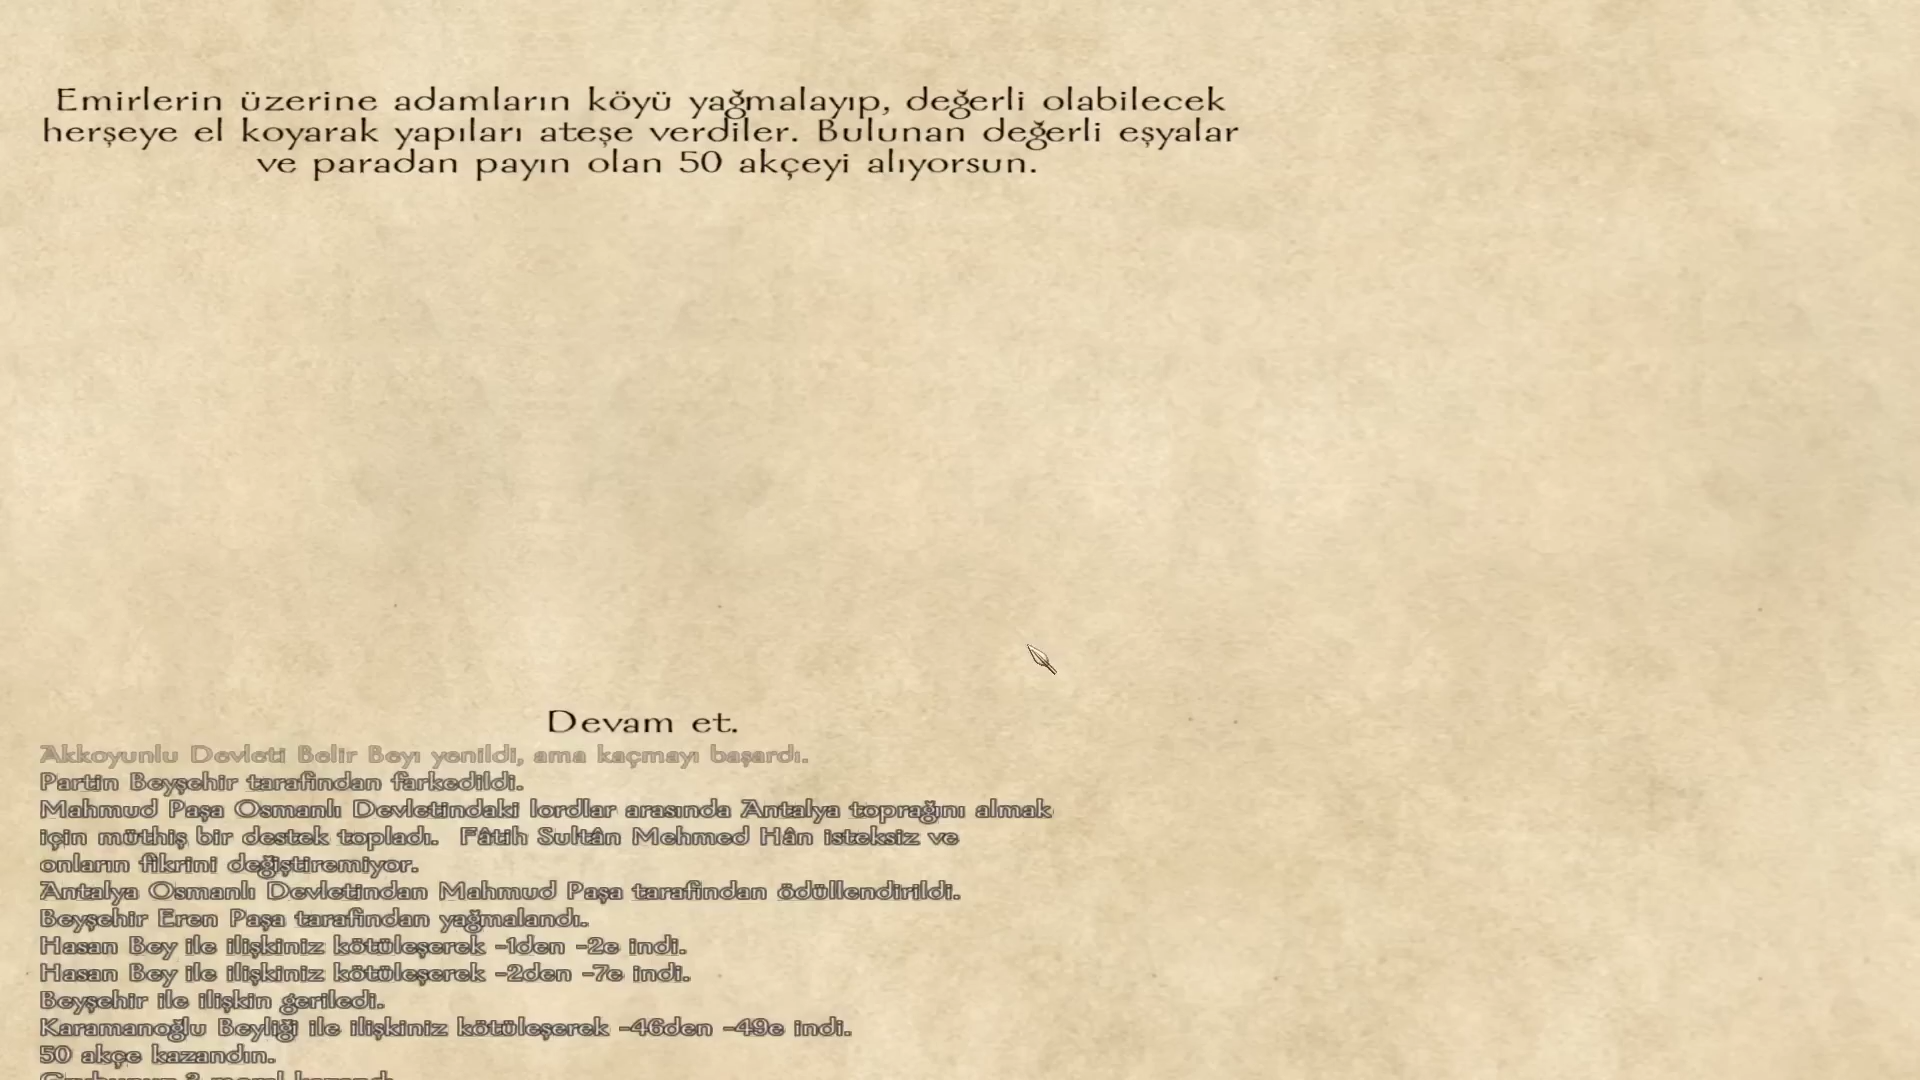 Emirlerin üzerine adamların köyü yağmalayıp, değerli olabilecek
herşeye el koyarak yapıları ateşe verdiler. Bulunan değerli eşyalar
ve paradan payın olan 50 akçeyi alıyorsun.
Devam et.
Akkoyunlu Devleti Belir Beyı yenildi, ama kaçmayı başardı.
Partin Beyşehir tarafından farkedildi.
Mahmud Paşa Osmanlı Devletindaki lordlar arasında Antalya toprağını almak
için müthiş bir destek topladı. Fâtih Sultân Mehmed Hân isteksiz ve
onların fikrini değiştiremiyor.
Antalya Osmanlı Devletindan Mahmud Paşa tarafından ödüllendirildi.
Beyşehir Eren Paşa tarafından yağmalandı.
Hasan Bey ile ilişkiniz kötüleşerek -1den -2e indi.
Hasan Bey ile ilişkiniz kötüleşerek -2den -7e indi.
Beyşehir ile ilişkin geriledi.
Karamanoğlu Beyliği ile ilişkiniz kötüleşerek -46den -49e indi.
50 akçe kazandın.